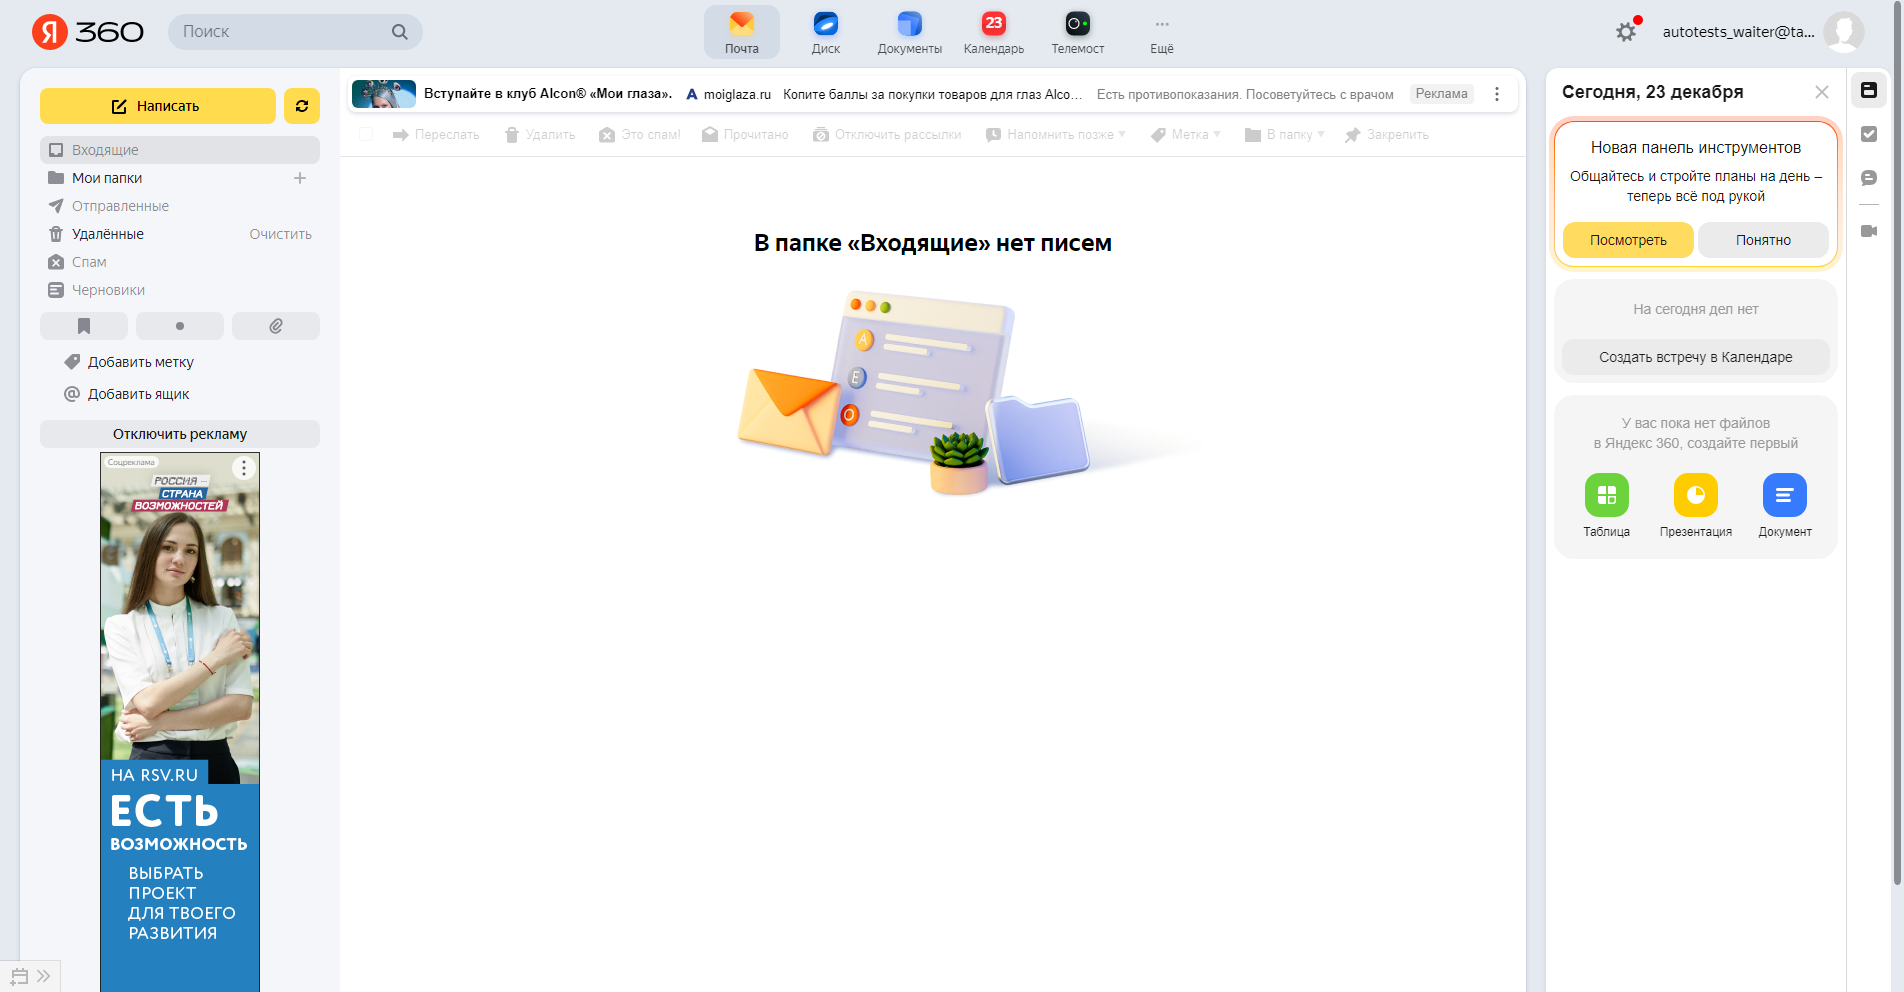 Я 360
Поиск
Почта
Диск
Документы
23
Календарь
Телемост
Ещё
autotests_waiter@ta...
Написать
Входящие
Мои папки
Отправленные
Удалённые
Очистить
Спам
Черновики
Добавить метку
Добавить ящик
Отключить рекламу
Соцреклама
РОССИЯ –
СТРАНА
ВОЗМОЖНОСТЕЙ
НА RSV.RU
ЕСТЬ
ВОЗМОЖНОСТЬ
ВЫБРАТЬ
ПРОЕКТ
ДЛЯ ТВОЕГО
РАЗВИТИЯ
Вступайте в клуб Alcon® «Мои глаза».
moiglaza.ru
Копите баллы за покупки товаров для глаз Alco...
Есть противопоказания. Посоветуйтесь с врачом
Реклама
Переслать
Удалить
Это спам!
Прочитано
Отключить рассылки
Напомнить позже
Метка
В папку
Закрепить
В папке «Входящие» нет писем
А
Е
О
Сегодня, 23 декабря
Новая панель инструментов
Общайтесь и стройте планы на день –
теперь всё под рукой
Посмотреть
Понятно
На сегодня дел нет
Создать встречу в Календаре
У вас пока нет файлов
в Яндекс 360, создайте первый
Таблица
Презентация
Документ